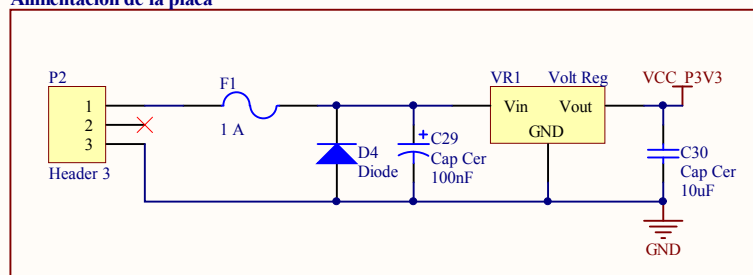 Alimentación de la placa
P2
1
2
3
Header 3
F1
1 A
D4
Diode
C29
Cap Cer
100nF
VR1
Volt Reg
Vin
Vout
GND
VCC_P3V3
C30
Cap Cer
10uF
GND